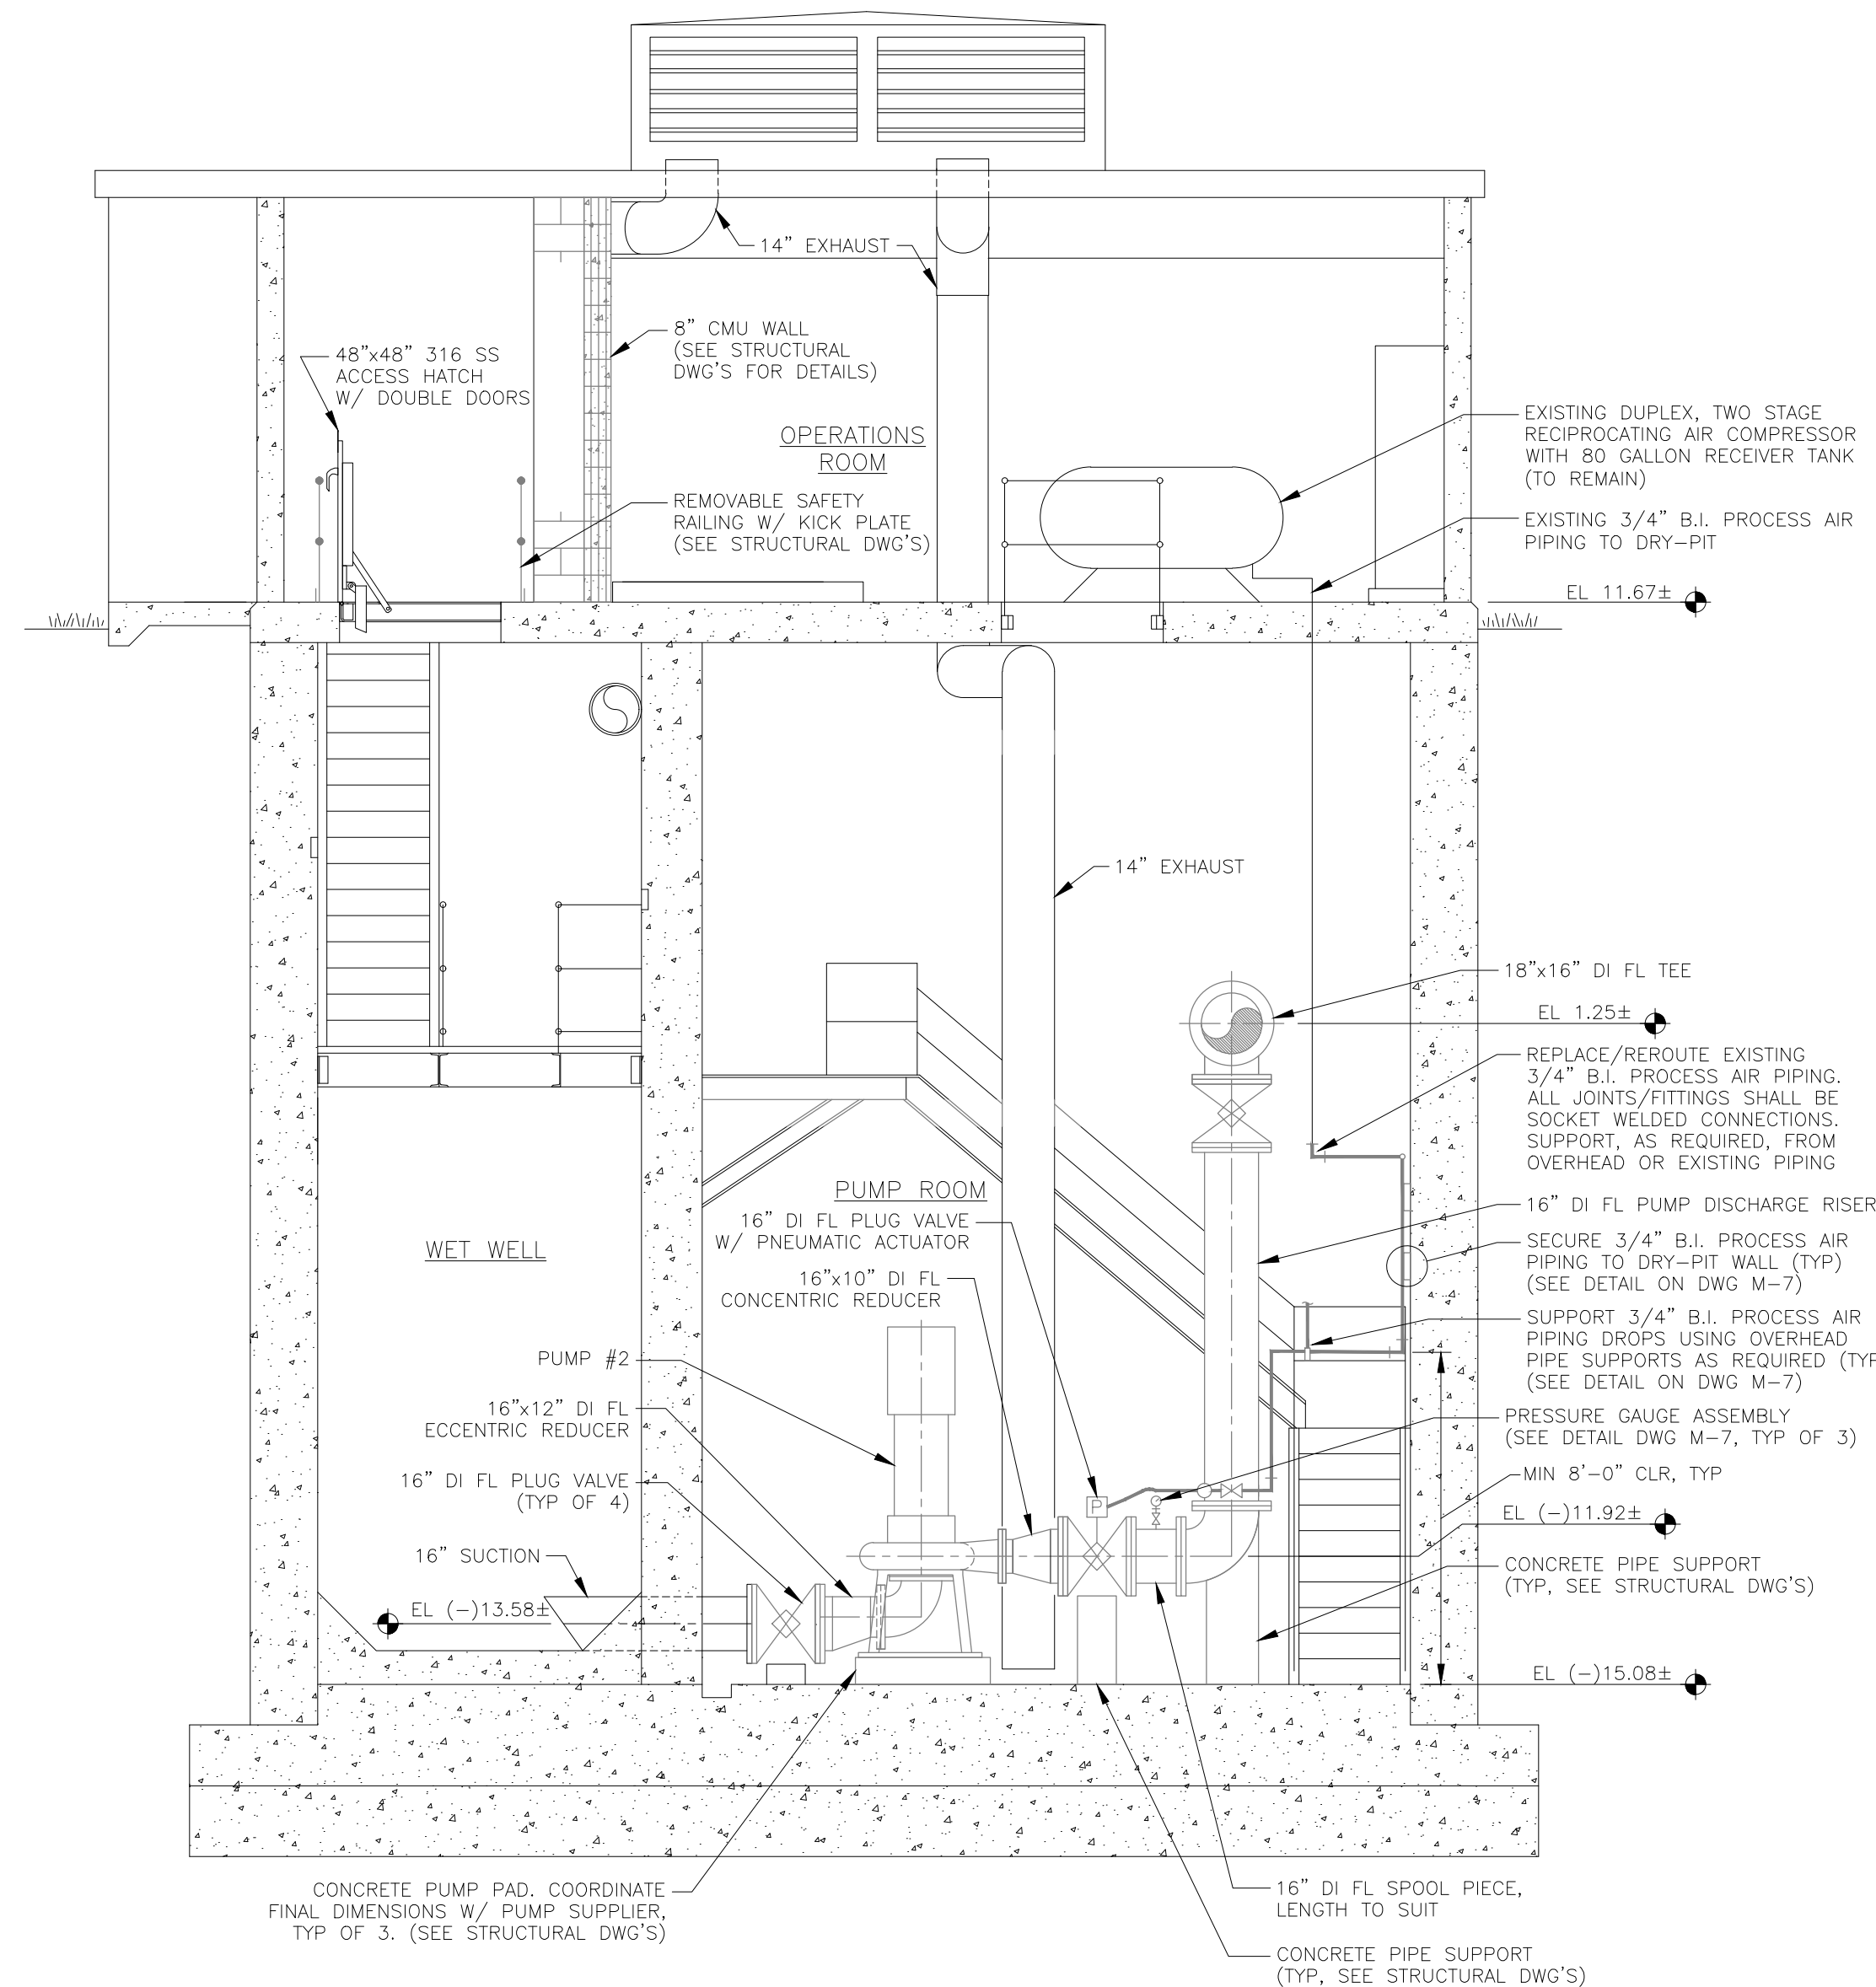 14" EXHAUST
8" CMU WALL
(SEE STRUCTURAL
DWG'S FOR DETAILS)
48"x48" 316 SS
ACCESS HATCH
W/ DOUBLE DOORS
OPERATIONS
ROOM
REMOVABLE SAFETY
RAILING W/ KICK PLATE
(SEE STRUCTURAL DWG'S)
EXISTING DUPLEX, TWO STAGE
RECIPROCATING AIR COMPRESSOR
WITH 80 GALLON RECEIVER TANK
(TO REMAIN)
EXISTING 3/4" B.I. PROCESS AIR
PIPING TO DRY-PIT
EL 11.67±
14" EXHAUST
18"x16" DI FL TEE
EL 1.25±
REPLACE/REROUTE EXISTING
3/4" B.I. PROCESS AIR PIPING.
ALL JOINTS/FITTINGS SHALL BE
SOCKET WELDED CONNECTIONS.
SUPPORT, AS REQUIRED, FROM
OVERHEAD OR EXISTING PIPING
PUMP ROOM
16" DI FL PLUG VALVE
W/ PNEUMATIC ACTUATOR
16"x10" DI FL
CONCENTRIC REDUCER
WET WELL
16" DI FL PUMP DISCHARGE RISER
SECURE 3/4" B.I. PROCESS AIR
PIPING TO DRY-PIT WALL (TYP)
(SEE DETAIL ON DWG M-7)
SUPPORT 3/4" B.I. PROCESS AIR
PIPING DROPS USING OVERHEAD
PIPE SUPPORTS AS REQUIRED (TYP
(SEE DETAIL ON DWG M-7)
PUMP #2
16"x12" DI FL
ECCENTRIC REDUCER
16" DI FL PLUG VALVE
(TYP OF 4)
16" SUCTION
EL (-)13.58±
P
PRESSURE GAUGE ASSEMBLY
(SEE DETAIL DWG M-7, TYP OF 3)
MIN 8'-0" CLR, TYP
EL (-)11.92±
CONCRETE PIPE SUPPORT
(TYP, SEE STRUCTURAL DWG'S)
EL (-)15.08±
CONCRETE PUMP PAD. COORDINATE
FINAL DIMENSIONS W/ PUMP SUPPLIER,
TYP OF 3. (SEE STRUCTURAL DWG'S)
16" DI FL SPOOL PIECE,
LENGTH TO SUIT
CONCRETE PIPE SUPPORT
(TYP, SEE STRUCTURAL DWG'S)